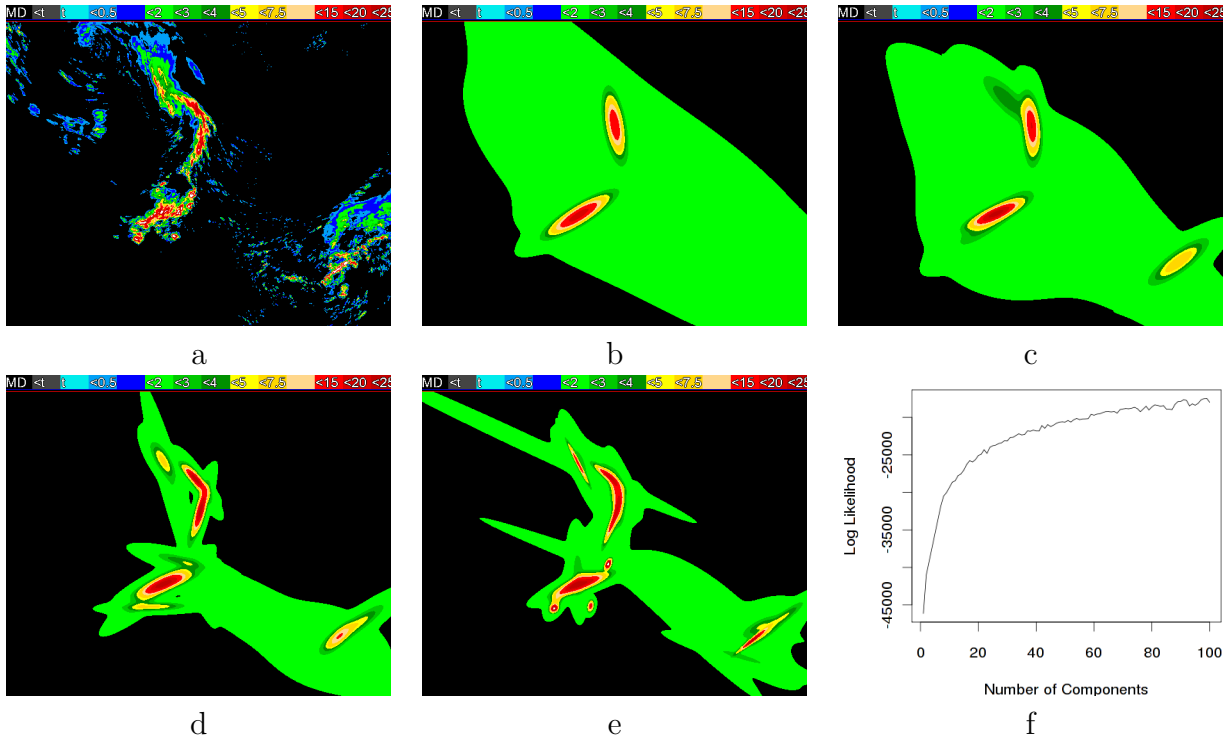 MD <t t <0.5 <2 <3 <4 <5 <7.5 <15 <20 <25
MD <t t <0.5 <2 <3 <4 <5 <7.5 <15 <20 <25
MD <t t <0.5 <2 <3 <4 <5 <7.5 <15 <20 <25
a b c
MD <t t <0.5 <2 <3 <4 <5 <7.5 <15 <20 <25
MD <t t <0.5 <2 <3 <4 <5 <7.5 <15 <20 <25
Log Likelihood
-25000
-35000
-45000
0 20 40 60 80 100
Number of Components
d e f